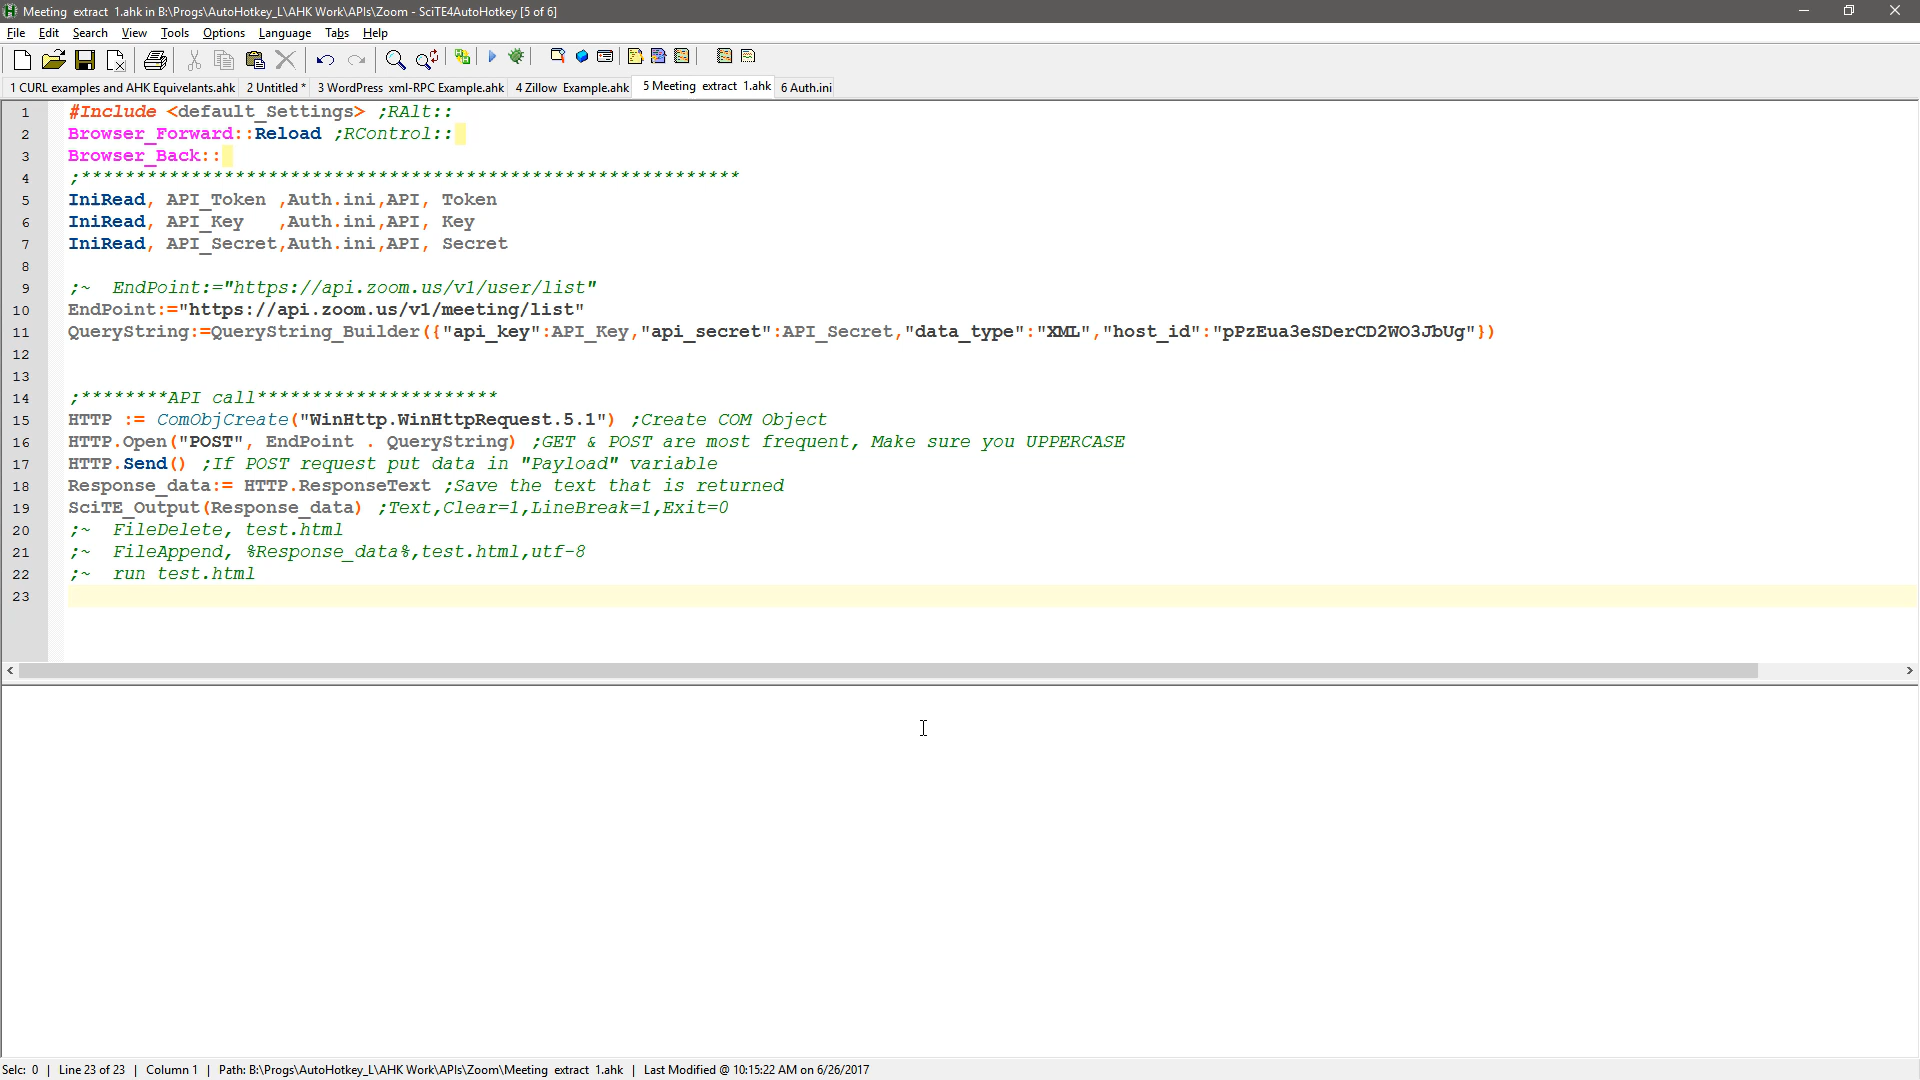 Meeting extract 1.ahk in B:\Progs\AutoHotkey_L\AHK Work\APIs\Zoom - SciTE4AutoHotkey [5 of 6]
File Edit Search View Tools Options Language Tabs Help
1 CURL examples and AHK Equivelants.ahk 2 Untitled * 3 WordPress xml-RPC Example.ahk 4 Zillow Example.ahk 5 Meeting extract 1.ahk 6 Auth.ini
1 #Include <default_Settings> ;RAlt::
2 Browser_Forward::Reload ;RControl::
3 Browser_Back::
4 ;************************************************************
5 IniRead, API_Token ,Auth.ini,API, Token
6 IniRead, API_Key   ,Auth.ini,API, Key
7 IniRead, API_Secret,Auth.ini,API, Secret
8
9 ;~ EndPoint:="https://api.zoom.us/v1/user/list"
10 EndPoint:="https://api.zoom.us/v1/meeting/list"
11 QueryString:=QueryString_Builder({"api_key":API_Key,"api_secret":API_Secret,"data_type":"XML","host_id":"pPzEua3eSDerCD2WO3JbUg"})
12
13
14 ;********API call**********************
15 HTTP := ComObjCreate("WinHttp.WinHttpRequest.5.1") ;Create COM Object
16 HTTP.Open("POST", EndPoint . QueryString) ;GET & POST are most frequent, Make sure you UPPERCASE
17 HTTP.Send() ;If POST request put data in "Payload" variable
18 Response_data:= HTTP.ResponseText ;Save the text that is returned
19 SciTE_Output(Response_data) ;Text,Clear=1,LineBreak=1,Exit=0
20 ;~ FileDelete, test.html
21 ;~ FileAppend, %Response_data%,test.html,utf-8
22 ;~ run test.html
23
Selc: 0 | Line 23 of 23 | Column 1 | Path: B:\Progs\AutoHotkey_L\AHK Work\APIs\Zoom\Meeting extract 1.ahk | Last Modified @ 10:15:22 AM on 6/26/2017